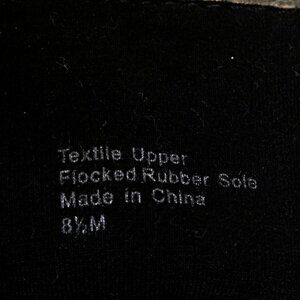 Textile Upper
Flocked Rubber Sole
Made in China
8½M